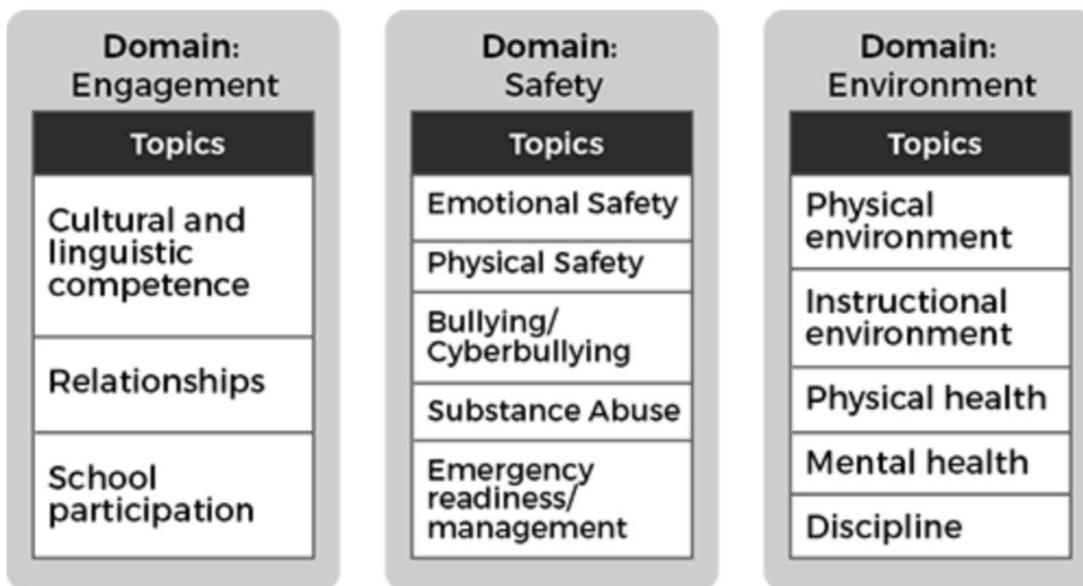 Domain:
Engagement
Topics
Cultural and
linguistic
competence
Relationships
School
participation
Domain:
Safety
Topics
Emotional Safety
Physical Safety
Bullying/
Cyberbullying
Substance Abuse
Emergency
readiness/
management
Domain:
Environment
Topics
Physical
environment
Instructional
environment
Physical health
Mental health
Discipline